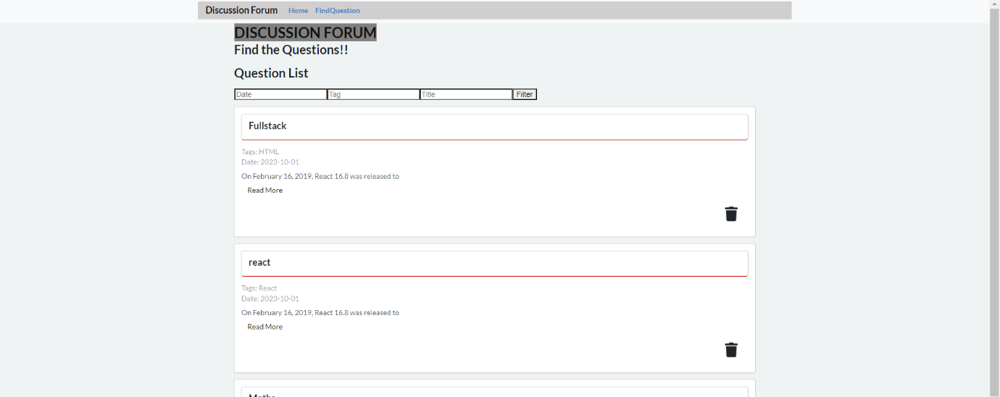 Discussion Forum Home FindQuestion
DISCUSSION FORUM
Find the Questions!!
Question List
Date Tag Title Filter
Fullstack
Tags: HTML
Date: 2023-10-01
On February 16, 2019, React 16.8 was released to
Read More
react
Tags: React
Date: 2023-10-01
On February 16, 2019, React 16.8 was released to
Read More